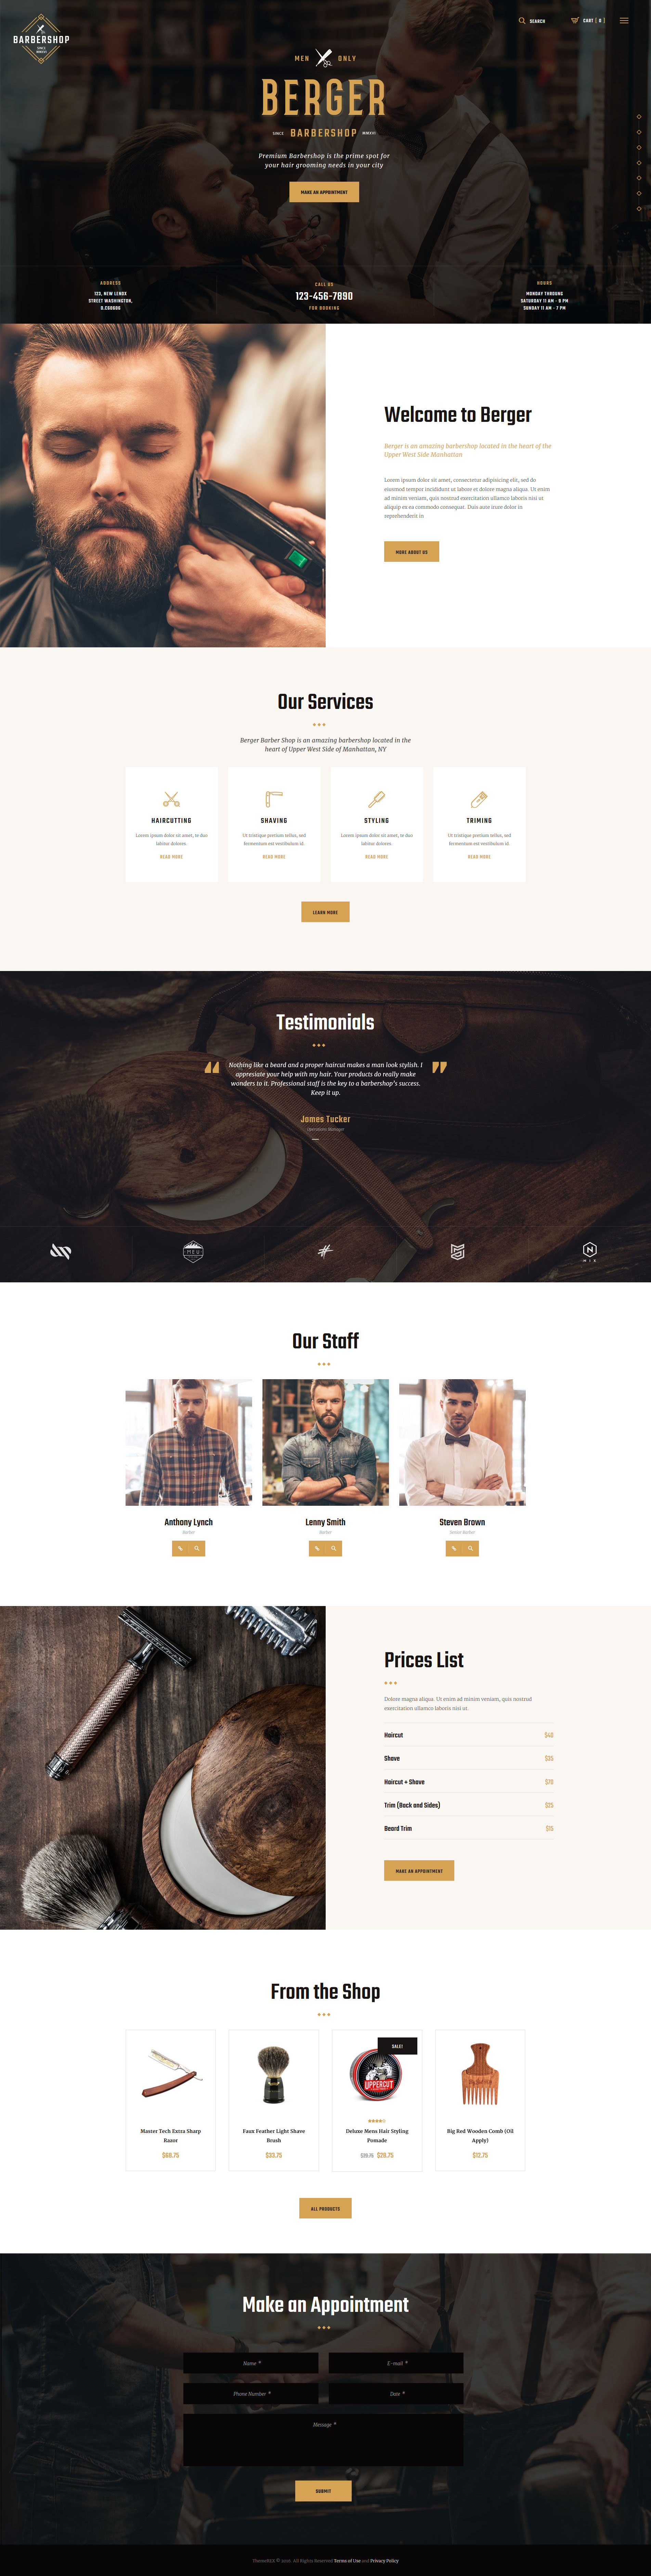 BARBERSHOP
SINCE
SEARCH
CART
0
MEN ONLY
BERGER
SINCE BARBERSHOP MMXVI
Premium Barbershop is the prime spot for
your hair grooming needs in your city
MAKE AN APPOINTMENT
ADDRESS
123, NEW LENOX
STREET WASHINGTON,
CALL US
123-456-7890
FOR BOOKING
HOURS
MONDAY THROUNG
SATURDAY 11 AM - 9 PM
SUNDAY 11 AM - 7 PM
Welcome to Berger
Berger is an amazing barbershop located in the heart of the
Upper West Side Manhattan
Lorem ipsum dolor sit amet, consectetur adipisicing elit, sed do
eiusmod tempor incididunt ut labore et dolore magna aliqua. Ut enim
ad minim veniam, quis nostrud exercitation ullamco laboris nisi ut
aliquip ex ea commodo consequat. Duis aute irure dolor in
reprehenderit in
MORE ABOUT US
Our Services
Berger Barber Shop is an amazing barbershop located in the
heart of Upper West Side of Manhattan, NY
HAIRCUTTING
Lorem ipsum dolor sit amet, te duo
labitur dolores.
READ MORE
SHAVING
Ut tristique pretium tellus, sed
fermentum est vestibulum id
READ MORE
STYLING
Lorem ipsum dolor sit amet, te duo
labitur dolores.
READ MORE
TRIMING
Ut tristique pretium tellus, sed
fermentum est vestibulum id
READ MORE
LEARN MORE
Testimonials
Nothing like a beard and a proper haircut makes a man look stylish. I
appreciate your help with my hair. Your products do really make
wonders to it. Professional staff is the key to a barbershop's success.
Keep it up.
James Tucker
Operations Manager
MEU
N
Our Staff
Anthony Lynch
Barber
Lenny Smith
Barber
Steven Brown
Senior Barber
Prices List
Dolore magna aliqua. Ut enim ad minim veniam, quis nostrud
exercitation ullamco laboris nisi ut.
Haircut $40
Shave $35
Haircut + Shave $70
Trim (Back and Sides) $25
Beard Trim $15
MAKE AN APPOINTMENT
From the Shop
Master Tech Extra Sharp
Razor
$60.75
Faux Feather Light Shave
Brush
$33.75
SALE!
UPPERCUT
Deluxe Mens Hair Styling
Pomade
$20.75
Big Red Wooden Comb (Oil
Apply)
$12.75
ALL PRODUCTS
Make an Appointment
Name *
E-mail *
Phone Number *
Date *
Message *
SUBMIT
ThemeREX © 2016. All Rights Reserved Terms of Use and Privacy Policy